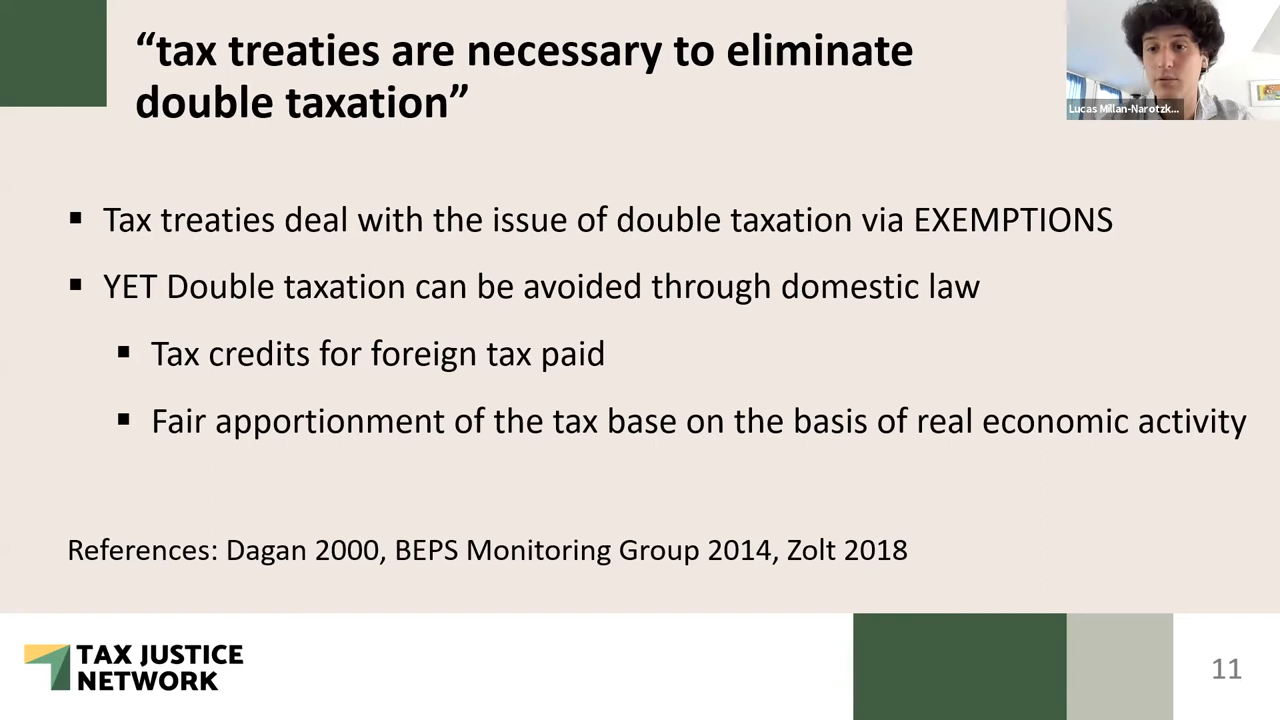 “tax treaties are necessary to eliminate
double taxation”
Lucas Millan-Narotzk...
▪ Tax treaties deal with the issue of double taxation via EXEMPTIONS
▪ YET Double taxation can be avoided through domestic law
▪ Tax credits for foreign tax paid
▪ Fair apportionment of the tax base on the basis of real economic activity
References: Dagan 2000, BEPS Monitoring Group 2014, Zolt 2018
TAX JUSTICE
NETWORK
11